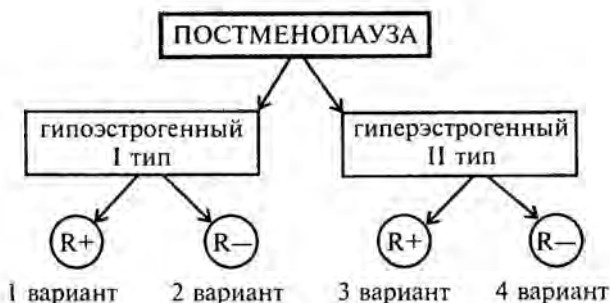 ПОСТМЕНОПАУЗА
гипоэстрогенный
I тип
гиперэстрогенный
II тип
R+
R—
R+
R—
1 вариант
2 вариант
3 вариант
4 вариант